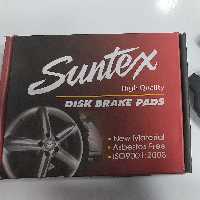 Suntex
High Quality
DISK BRAKE PADS
• New Material
• Asbestos Free
• ISO9001:2008